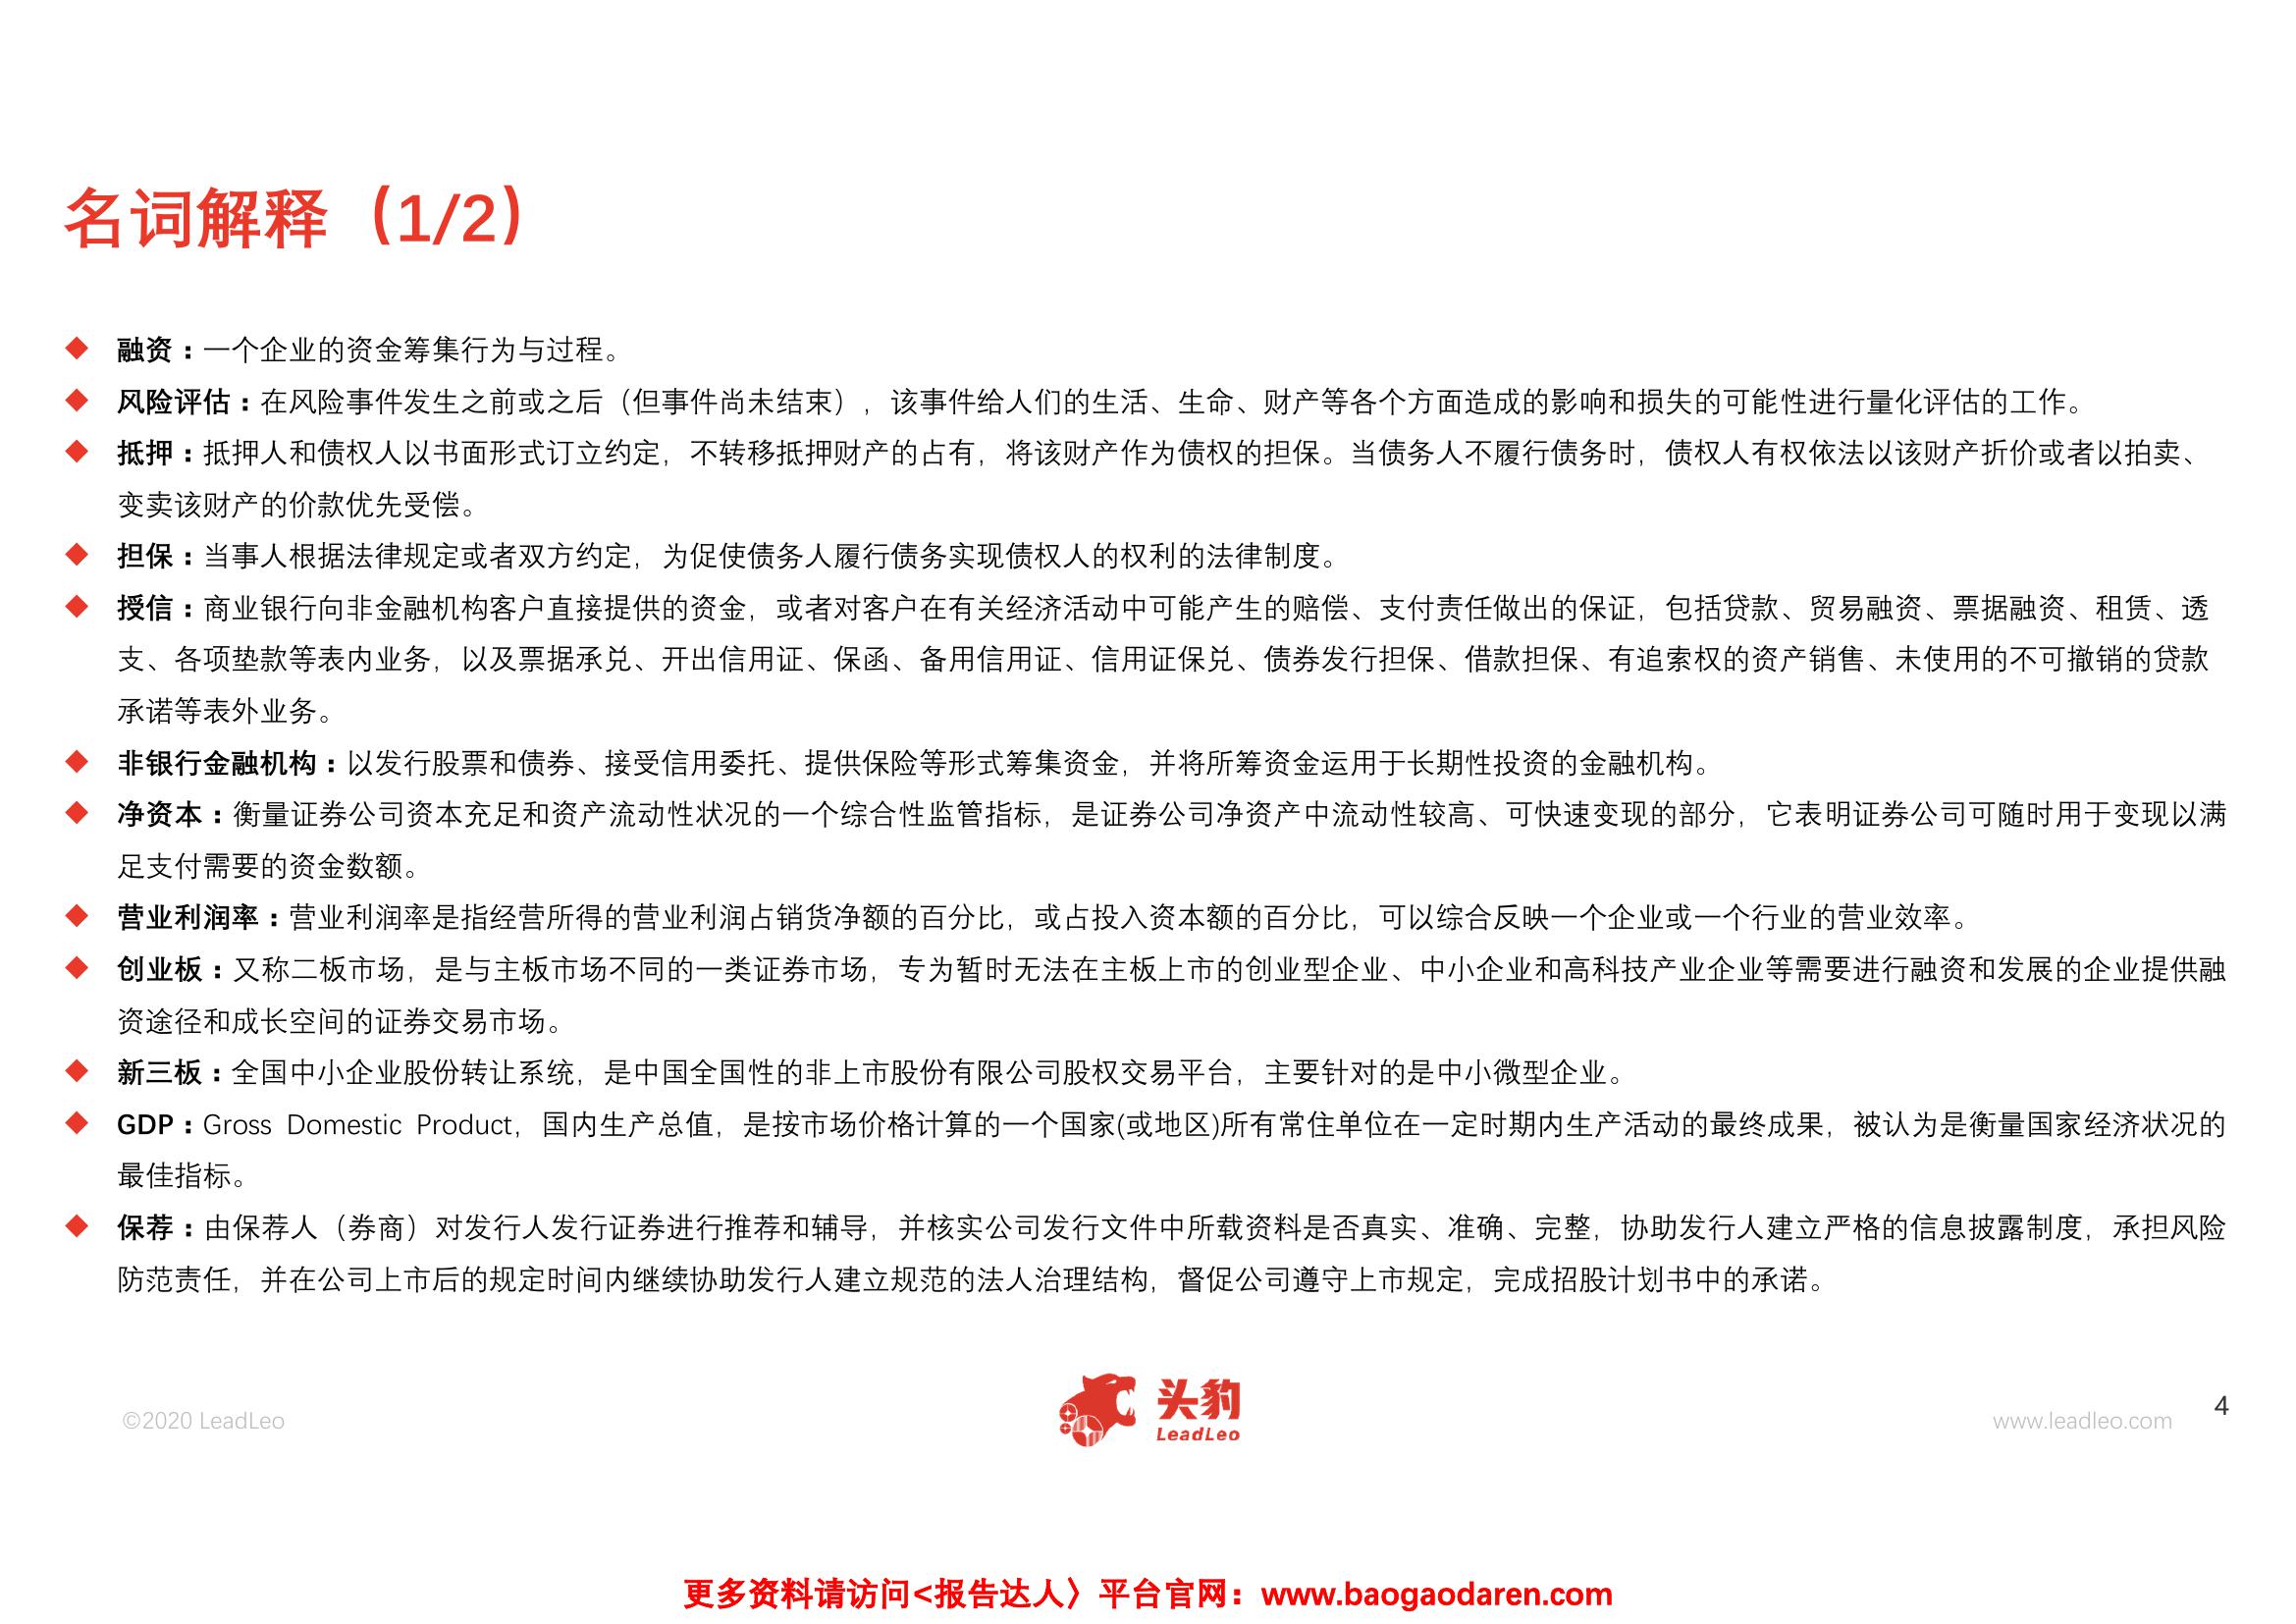 名词解释（1/2）
融资：一个企业的资金筹集行为与过程。
风险评估：在风险事件发生之前或之后（但事件尚未结束），该事件给人们的生活、生命、财产等各个方面造成的影响和损失的可能性进行量化评估的工作。
抵押：抵押人和债权人以书面形式订立约定，不转移抵押财产的占有，将该财产作为债权的担保。当债务人不履行债务时，债权人有权依法以该财产折价或者以拍卖、
变卖该财产的价款优先受偿。
担保：当事人根据法律规定或者双方约定，为促使债务人履行债务实现债权人的权利的法律制度。
授信：商业银行向非金融机构客户直接提供的资金，或者对客户在有关经济活动中可能产生的赔偿、支付责任做出的保证，包括贷款、贸易融资、票据融资、租赁、透
支、各项垫款等表内业务，以及票据承兑、开出信用证、保函、备用信用证、信用证保兑、债券发行担保、借款担保、有追索权的资产销售、未使用的不可撤销的贷款
承诺等表外业务。
非银行金融机构：以发行股票和债券、接受信用委托、提供保险等形式筹集资金，并将所筹资金运用于长期性投资的金融机构。
净资本：衡量证券公司资本充足和资产流动性状况的一个综合性监管指标，是证券公司净资产中流动性较高、可快速变现的部分，它表明证券公司可随时用于变现以满
足支付需要的资金数额。
营业利润率：营业利润率是指经营所得的营业利润占销货净额的百分比，或占投入资本额的百分比，可以综合反映一个企业或一个行业的营业效率。
创业板：又称二板市场，是与主板市场不同的一类证券市场，专为暂时无法在主板上市的创业型企业、中小企业和高科技产业企业等需要进行融资和发展的企业提供融
资途径和成长空间的证券交易市场。
新三板：全国中小企业股份转让系统，是中国全国性的非上市股份有限公司股权交易平台，主要针对的是中小微型企业。
GDP：Gross Domestic Product，国内生产总值，是按市场价格计算的一个国家(或地区)所有常住单位在一定时期内生产活动的最终成果，被认为是衡量国家经济状况的
最佳指标。
保荐：由保荐人（券商）对发行人发行证券进行推荐和辅导，并核实公司发行文件中所载资料是否真实、准确、完整，协助发行人建立严格的信息披露制度，承担风险
防范责任，并在公司上市后的规定时间内继续协助发行人建立规范的法人治理结构，督促公司遵守上市规定，完成招股计划书中的承诺。
©2020 LeadLeo
头豹
LeadLeo
www.leadleo.com
4
更多资料请访问<报告达人〉平台官网：www.baogaodaren.com